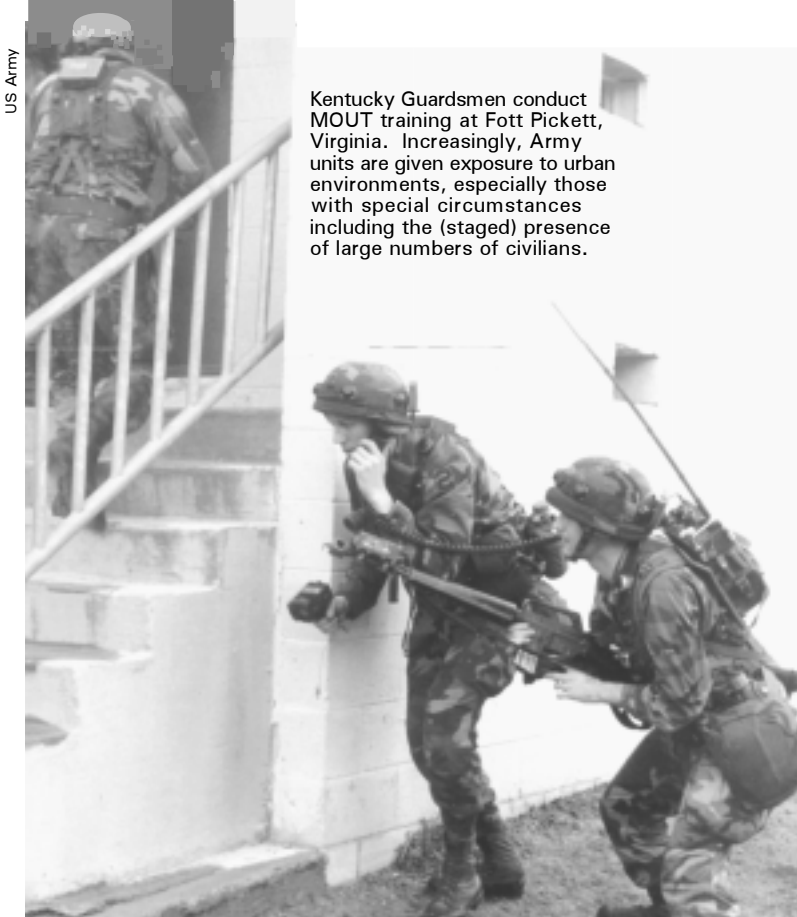 US Army
Kentucky Guardsmen conduct
MOUT training at Fott Pickett,
Virginia.  Increasingly, Army
units are given exposure to urban
environments, especially those
with special circumstances
including the (staged) presence
of large numbers of civilians.